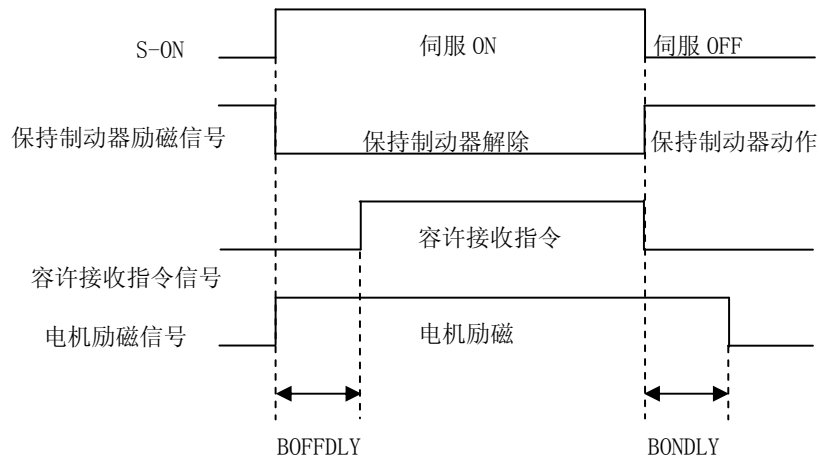 S-ON
伺服 ON
伺服 OFF
保持制动器励磁信号
保持制动器解除
保持制动器动作
容许接收指令
容许接收指令信号
电机励磁信号
电机励磁
BOFFDLY
BONDLY